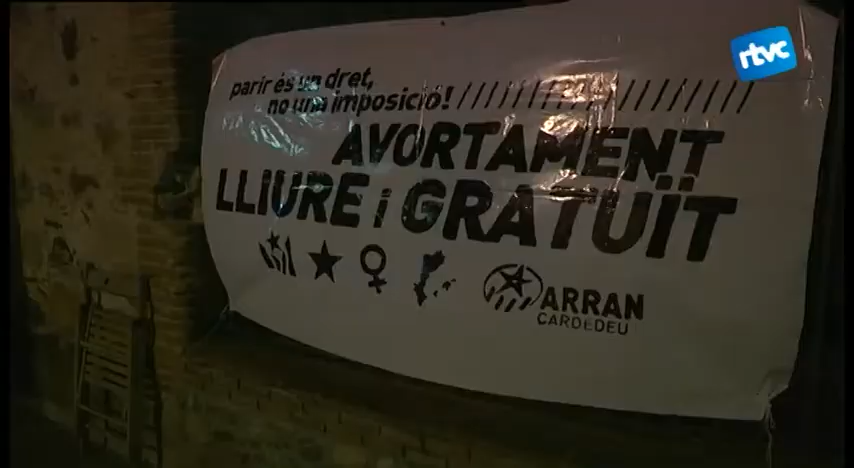 rtvc
parir és un dret,
no una imposició!
AVORTAMENT
LLIURE i GRATUÏT
ARRAN
CARDEDEU